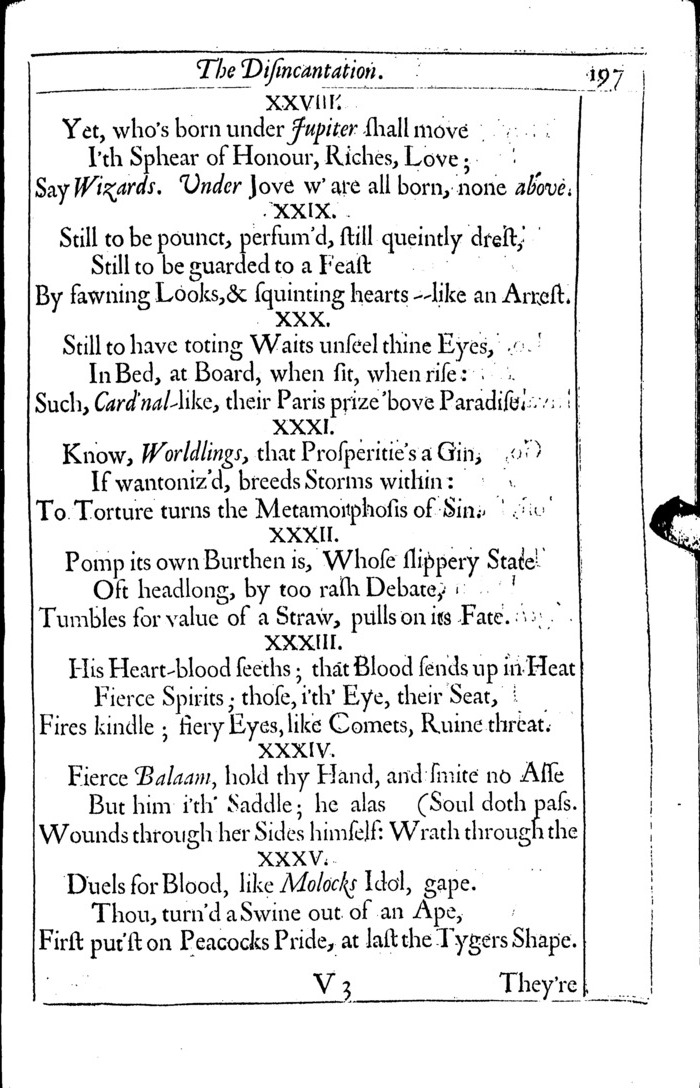 The Diſincantation. 197
XXVIII.
Yet, who's born under Jupiter ſhall move
I'th Sphear of Honour, Riches, Love;
Say Wizards. Under Jove w' are all born, none above.
XXIX.
Still to be pounct, perfum'd, ſtill queintly dreſt,
Still to be guarded to a Feaſt
By fawning Looks,& ſquinting hearts --like an Arreſt.
XXX.
Still to have toting Waits unſeel thine Eyes,
In Bed, at Board, when ſit, when riſe:
Such, Card'nal-like, their Paris prize 'bove Paradiſe.
XXXI.
Know, Worldlings, that Proſperitie's a Gin,
If wantoniz'd, breeds Storms within:
To Torture turns the Metamorphoſis of Sin.
XXXII.
Pomp its own Burthen is, Whoſe ſlippery State
Oft headlong, by too raſh Debate,
Tumbles for value of a Straw, pulls on its Fate.
XXXIII.
His Heart-blood ſeeths; that Blood ſends up in Heat
Fierce Spirits; thoſe, i'th' Eye, their Seat,
Fires kindle; fiery Eyes, like Comets, Ruine threat.
XXXIV.
Fierce Balaam, hold thy Hand, and ſmite no Aſſe
But him i'th' Saddle; he alas (Soul doth paſs.
Wounds through her Sides himſelf: Wrath through the
XXXV.
Duels for Blood, like Molocks Idol, gape.
Thou, turn'd a Swine out of an Ape,
Firſt put'ſt on Peacocks Pride, at laſt the Tygers Shape.
V 3 They're